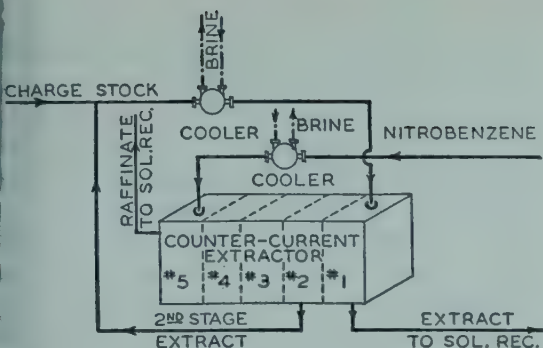 BRINE
CHARGE STOCK
RAFFINATE
TO SOL. REC.
COOLER
BRINE
NITROBENZENE
COOLER
COUNTER-CURRENT
EXTRACTOR
#5 #4 #3 #2 #1
2ND STAGE
EXTRACT
EXTRACT
TO SOL. REC.